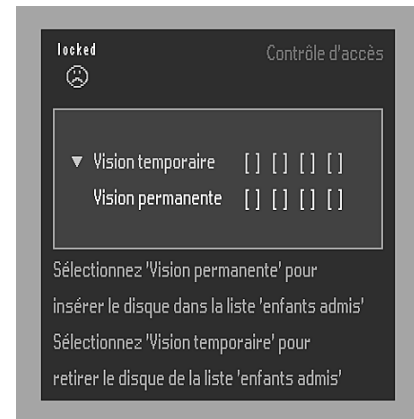 locked
Contrôle d'accès
▼ Vision temporaire [ ] [ ] [ ] [ ]
Vision permanente [ ] [ ] [ ] [ ]
Sélectionnez 'Vision permanente' pour
insérer le disque dans la liste 'enfants admis'
Sélectionnez 'Vision temporaire' pour
retirer le disque de la liste 'enfants admis'